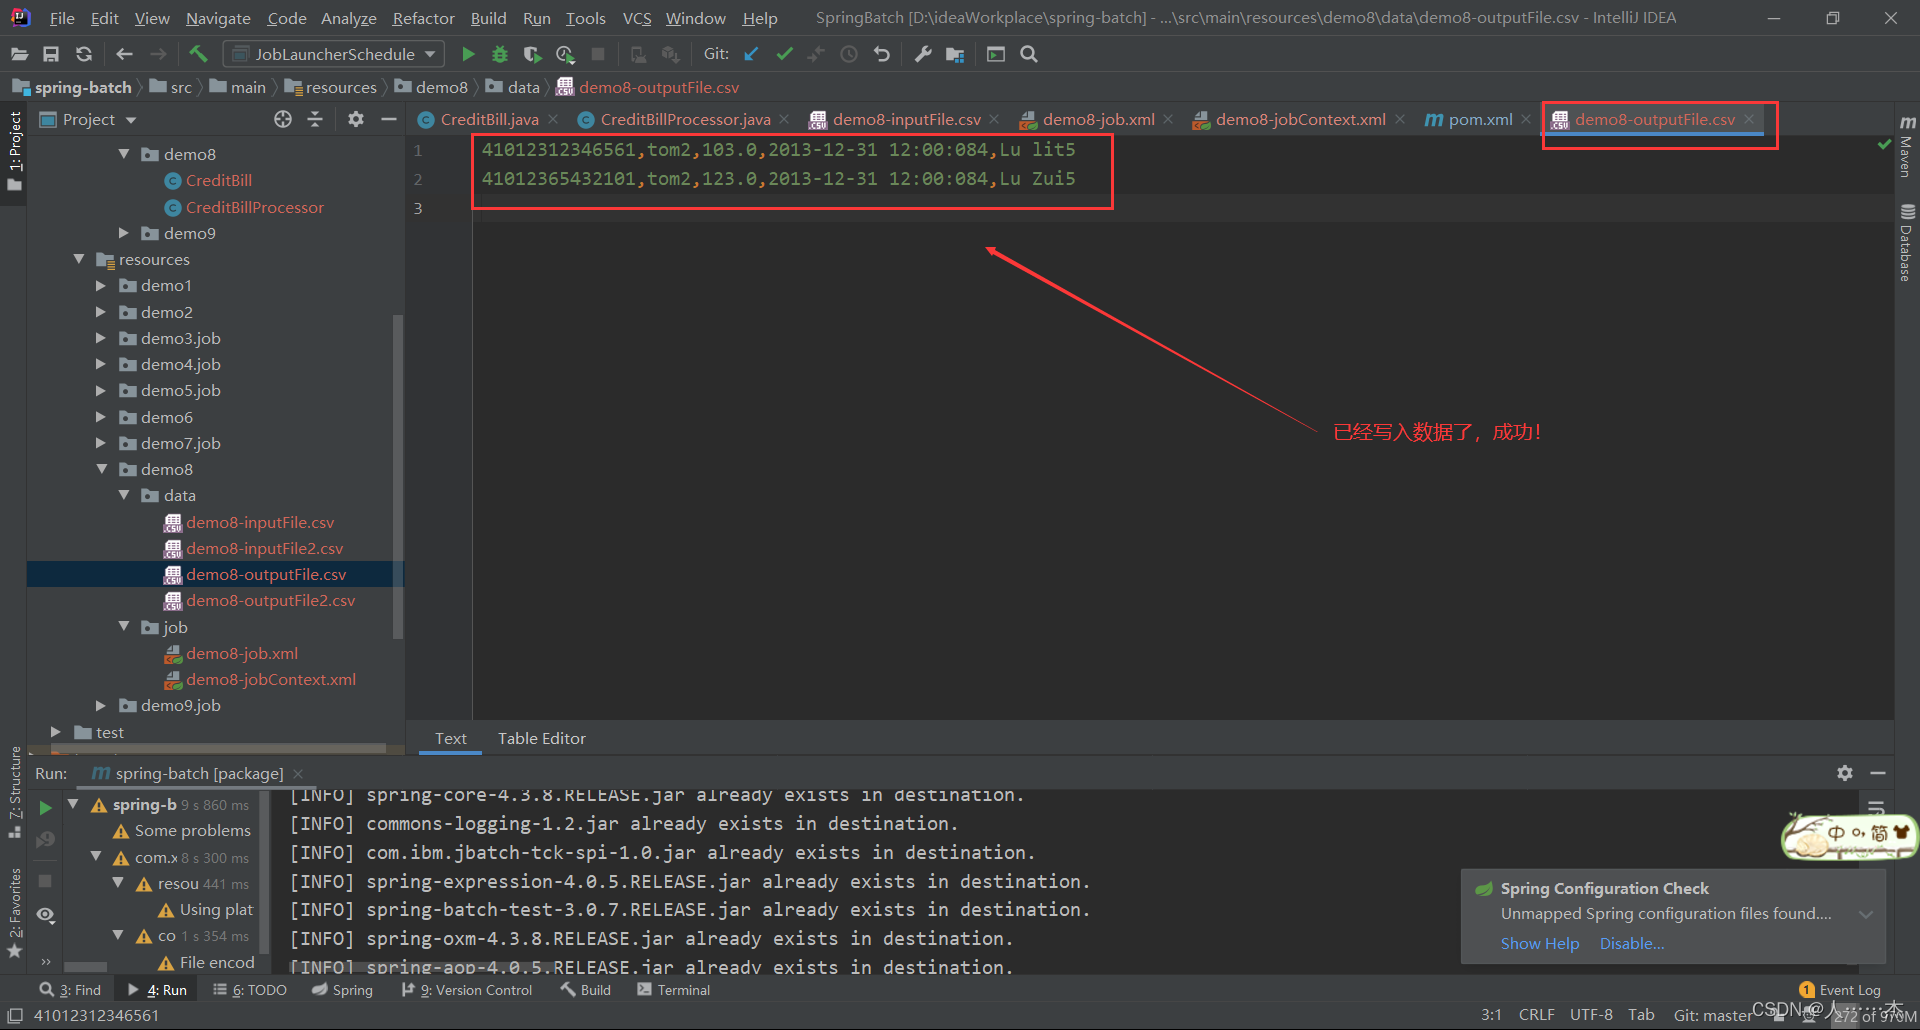 File Edit View Navigate Code Analyze Refactor Build Run Tools VCS Window Help SpringBatch [D:\ideaWorkplace\spring-batch] - ...\src\main\resources\demo8\data\demo8-outputFile.csv - IntelliJ IDEA
JobLauncherSchedule Git:
spring-batch src main resources demo8 data demo8-outputFile.csv
Project
CreditBill.java CreditBillProcessor.java demo8-inputFile.csv demo8-job.xml demo8-jobContext.xml pom.xml demo8-outputFile.csv
1: Project
demo8
CreditBill
CreditBillProcessor
demo9
resources
demo1
demo2
demo3.job
demo4.job
demo5.job
demo6
demo7.job
demo8
data
demo8-inputFile.csv
demo8-inputFile2.csv
demo8-outputFile.csv
demo8-outputFile2.csv
job
demo8-job.xml
demo8-jobContext.xml
demo9.job
test
1 41012312346561,tom2,103.0,2013-12-31 12:00:084,Lu lit5
2 41012365432101,tom2,123.0,2013-12-31 12:00:084,Lu Zui5
3
已经写入数据了，成功！
Maven
Database
Text Table Editor
7: Structure
2: Favorites
Run: spring-batch [package]
spring-b 9 s 860 ms
Some problems
com.x 8 s 300 ms
resou 441 ms
Using plat
co 1 s 354 ms
File encod
[INFO] spring-core-4.3.8.RELEASE.jar already exists in destination.
[INFO] commons-logging-1.2.jar already exists in destination.
[INFO] com.ibm.jbatch-tck-spi-1.0.jar already exists in destination.
[INFO] spring-expression-4.0.5.RELEASE.jar already exists in destination.
[INFO] spring-batch-test-3.0.7.RELEASE.jar already exists in destination.
[INFO] spring-oxm-4.3.8.RELEASE.jar already exists in destination.
[INFO] spring-aop-4.0.5.RELEASE.jar already exists in destination.
中 简
Spring Configuration Check
Unmapped Spring configuration files found....
Show Help Disable...
3: Find 4: Run 6: TODO Spring 9: Version Control Build Terminal 1 Event Log
41012312346561 3:1 CRLF UTF-8 Tab Git: master 272 of 970M
CSDN @人······杰